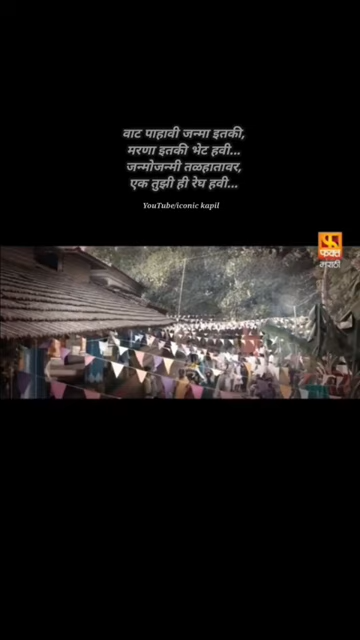 वाट पाहावी जन्मा इतकी,
मरणा इतकी भेट हवी...
जन्मोजन्मी तळहातावर,
एक तुझी ही रेघ हवी...
YouTube/iconic kapil
फक्त
मराठी